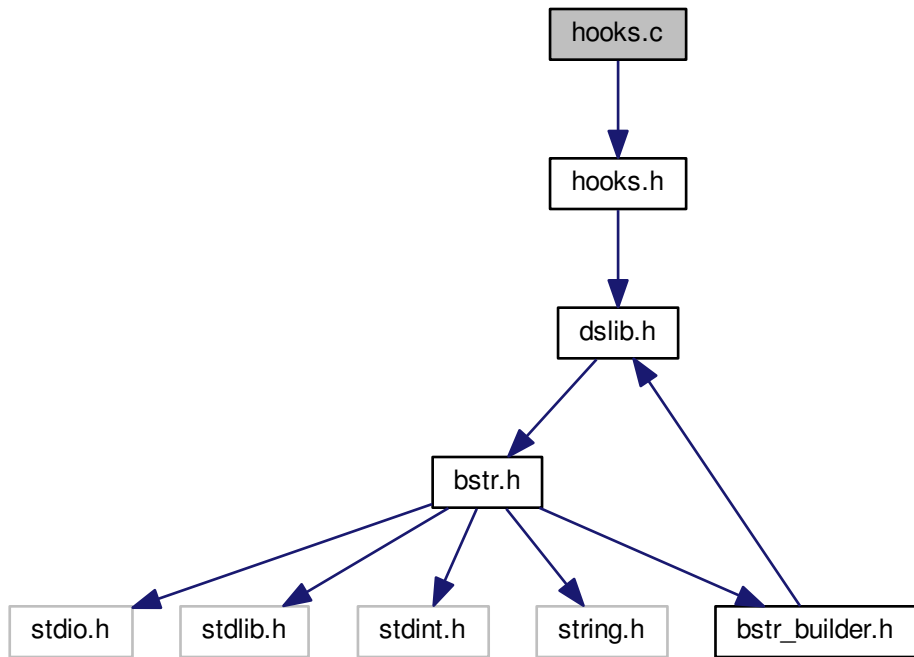 hooks.c
hooks.h
dslib.h
bstr.h
stdio.h
stdlib.h
stdint.h
string.h
bstr_builder.h